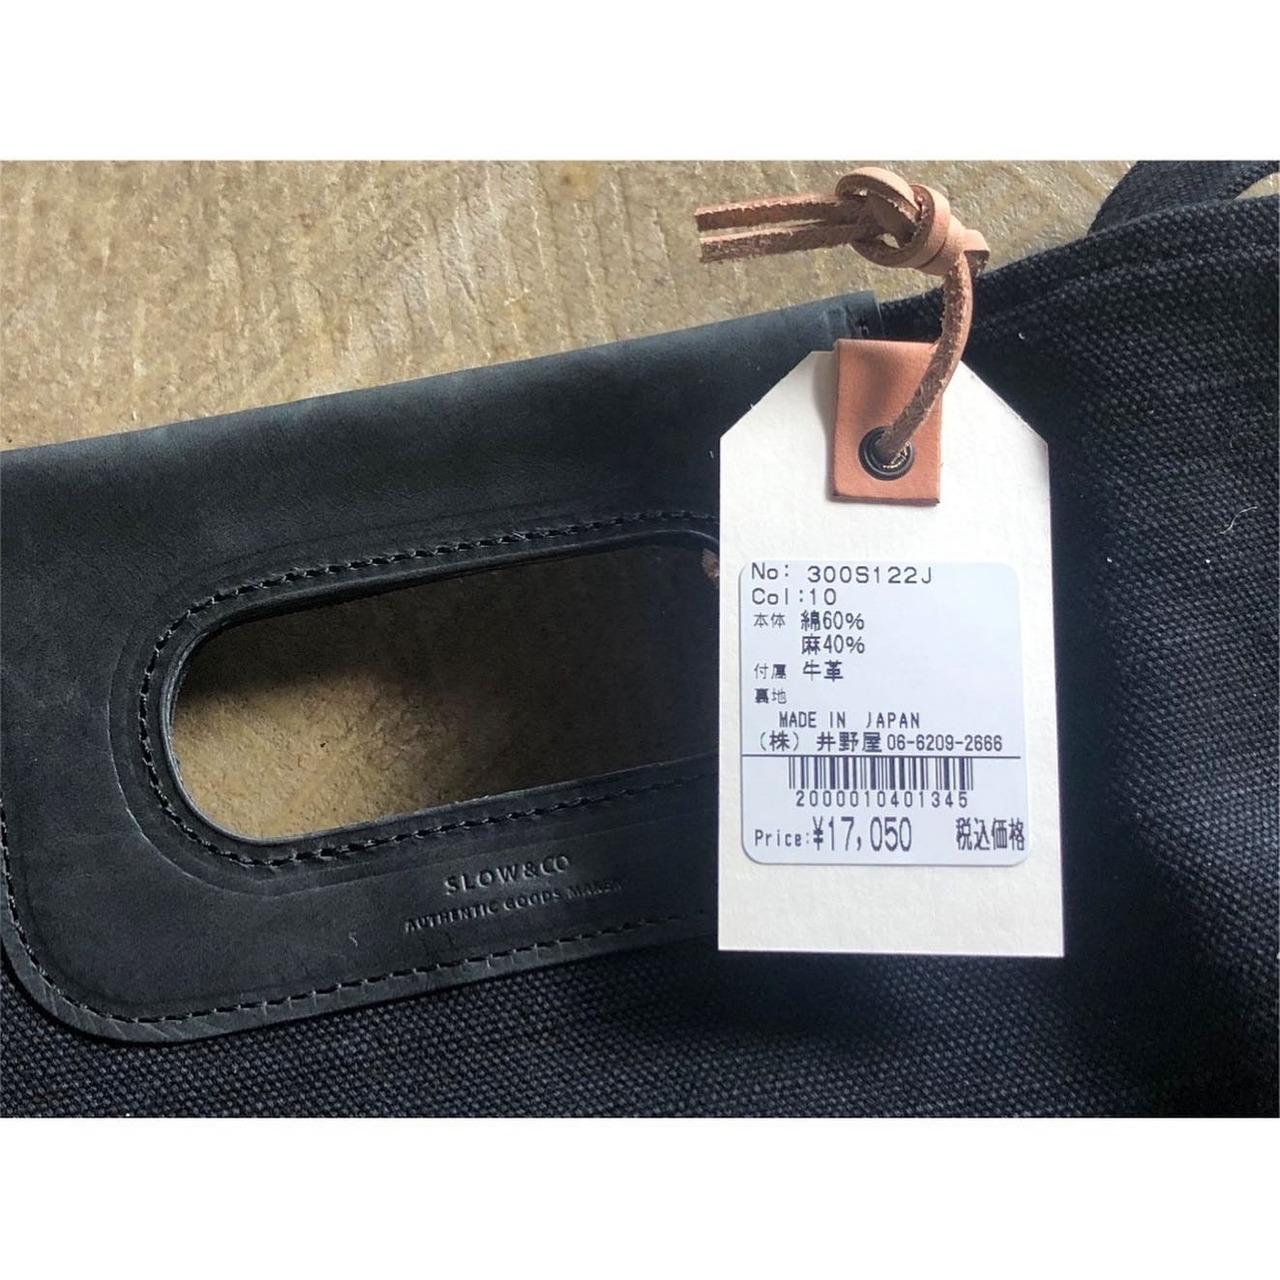 No: 300S122J
Col:10
本体 綿60%
麻40%
付属 牛革
裏地
MADE IN JAPAN
(株) 井野屋 06-6209-2666
2000010401345
Price:¥17,050 税込価格
SLOW&CO
AUTHENTIC GOODS MAKER